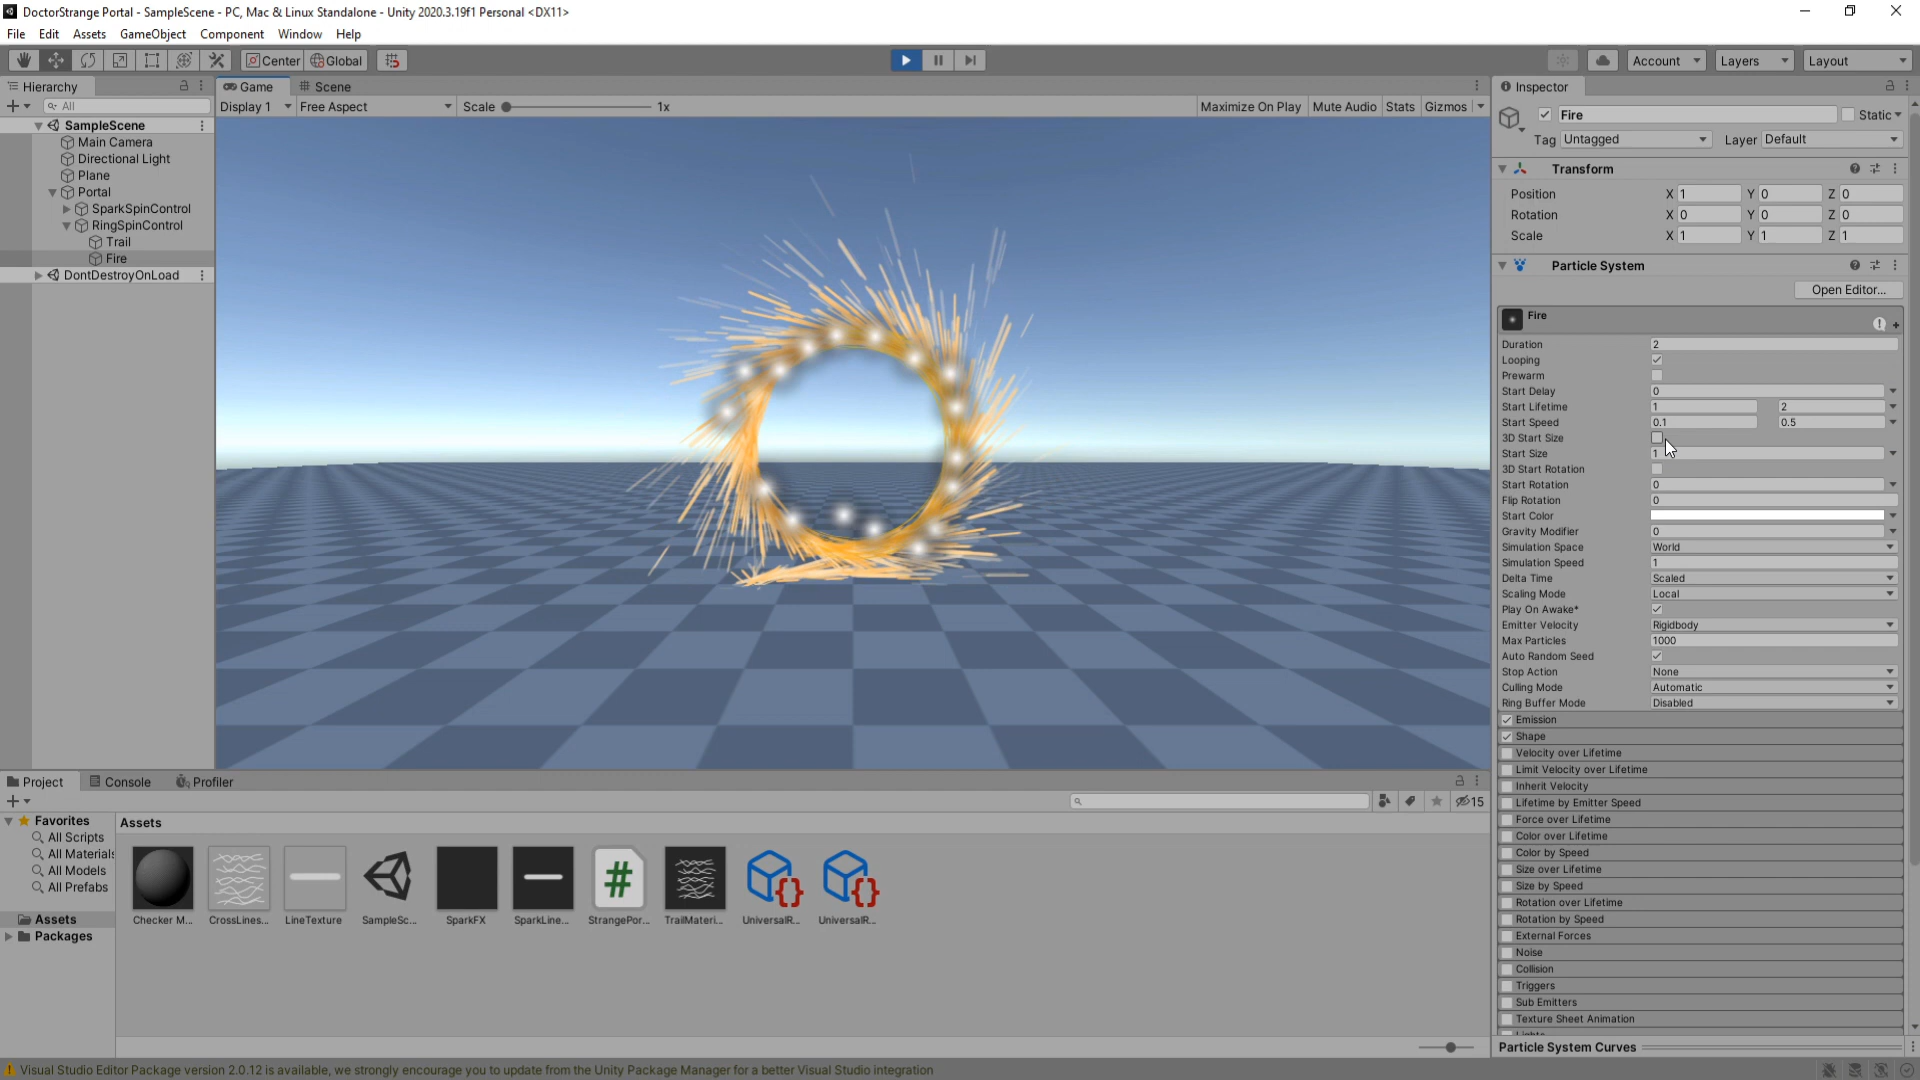 DoctorStrange Portal - SampleScene - PC, Mac & Linux Standalone - Unity 2020.3.19f1 Personal <DX11>
File Edit Assets GameObject Component Window Help
Center Global Account Layers Layout
Hierarchy
All
SampleScene
Main Camera
Directional Light
Plane
Portal
SparkSpinControl
RingSpinControl
Trail
Fire
DontDestroyOnLoad
Game Scene
Display 1 Free Aspect Scale 1x Maximize On Play Mute Audio Stats Gizmos
Inspector
Fire Static
Tag Untagged Layer Default
Transform
Position X 1 Y 0 Z 0
Rotation X 0 Y 0 Z 0
Scale X 1 Y 1 Z 1
Particle System
Open Editor...
Fire
Duration 2
Looping
Prewarm
Start Delay 0
Start Lifetime 1 2
Start Speed 0.1 0.5
3D Start Size
Start Size 1
3D Start Rotation
Start Rotation 0
Flip Rotation 0
Start Color
Gravity Modifier 0
Simulation Space World
Simulation Speed 1
Delta Time Scaled
Scaling Mode Local
Play On Awake*
Emitter Velocity Rigidbody
Max Particles 1000
Auto Random Seed
Stop Action None
Culling Mode Automatic
Ring Buffer Mode Disabled
Emission
Shape
Velocity over Lifetime
Limit Velocity over Lifetime
Inherit Velocity
Lifetime by Emitter Speed
Force over Lifetime
Color over Lifetime
Color by Speed
Size over Lifetime
Size by Speed
Rotation over Lifetime
Rotation by Speed
External Forces
Noise
Collision
Triggers
Sub Emitters
Texture Sheet Animation
Particle System Curves
Project Console Profiler
15
Favorites
All Scripts
All Materials
All Models
All Prefabs
Assets
Packages
Assets
Checker M... CrossLines... LineTexture SampleSc... SparkFX SparkLine... StrangePor... TrailMateri... UniversalR... UniversalR...
Visual Studio Editor Package version 2.0.12 is available, we strongly encourage you to update from the Unity Package Manager for a better Visual Studio integration